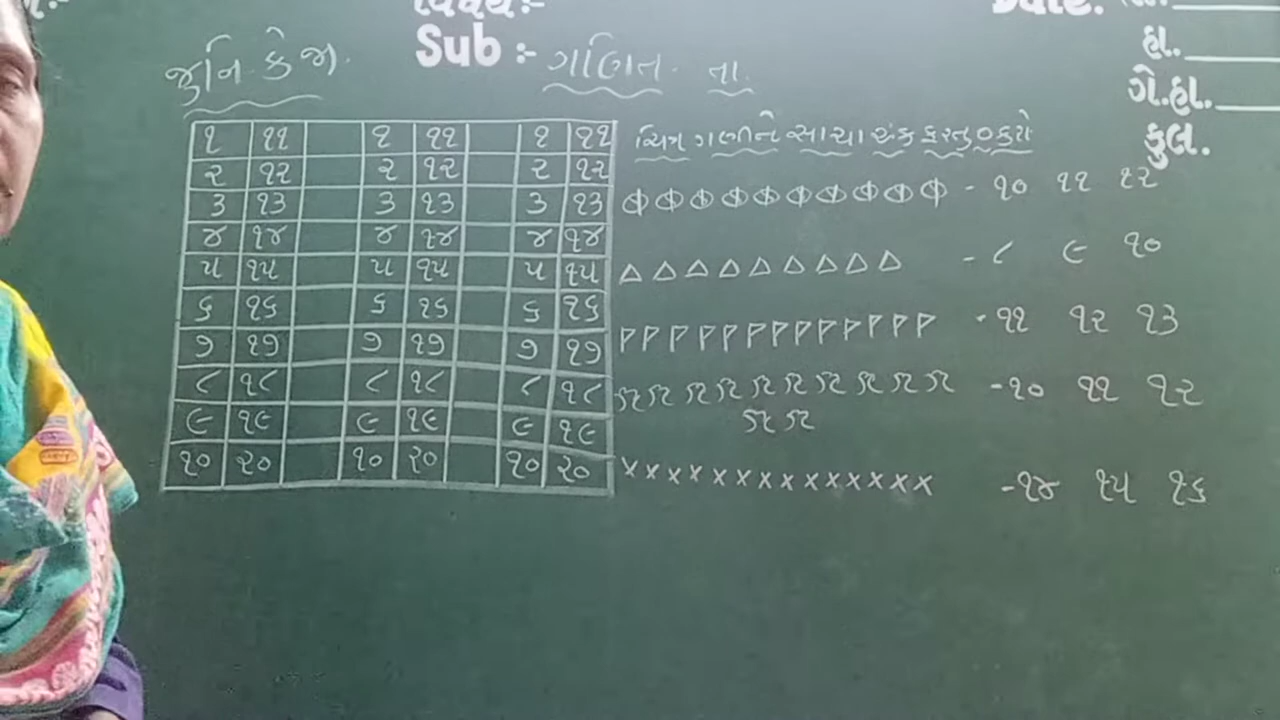 વિષય:-
Date.
જુનિ કે જી.
Sub :- ગણિત. તા.
હા.
ગે.હા.
કુલ.
ચિત્ર ગણીને સાચા અંક ફરતુ ૦ કરો
૧ ૧૧ ૧ ૧૧ ૧ ૧૧
૨ ૧૨ ૨ ૧૨ ૨ ૧૨
૩ ૧૩ ૩ ૧૩ ૩ ૧૩
૪ ૧૪ ૪ ૧૪ ૪ ૧૪
૫ ૧૫ ૫ ૧૫ ૫ ૧૫
૬ ૧૬ ૬ ૧૬ ૬ ૧૬
૭ ૧૭ ૭ ૧૭ ૭ ૧૭
૮ ૧૮ ૮ ૧૮ ૮ ૧૮
૯ ૧૯ ૯ ૧૯ ૯ ૧૯
૧૦ ૨૦ ૧૦ ૨૦ ૧૦ ૨૦
- ૧૦ ૧૧ ૧૨
- ૮ ૯ ૧૦
- ૧૧ ૧૨ ૧૩
- ૧૦ ૧૧ ૧૨
××××××××××××× - ૧૪ ૧૫ ૧૬